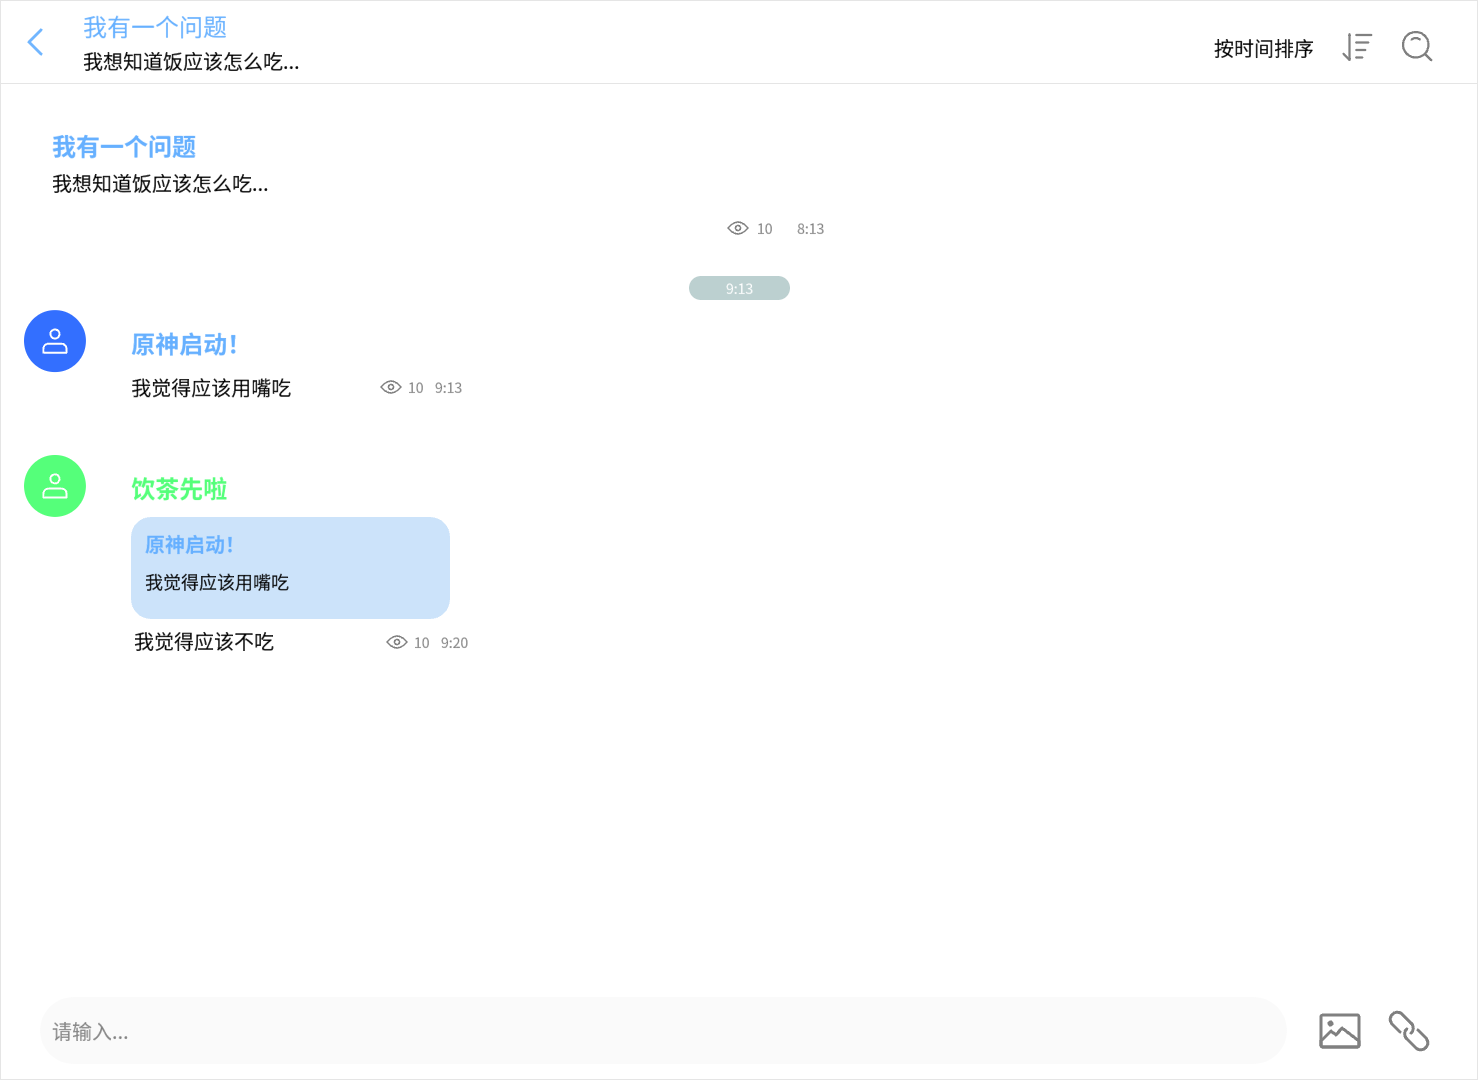 我有一个问题
我想知道饭应该怎么吃...
按时间排序
我有一个问题
我想知道饭应该怎么吃...
10 8:13
9:13
原神启动！
我觉得应该用嘴吃 10 9:13
饮茶先啦
原神启动！
我觉得应该用嘴吃
我觉得应该不吃 10 9:20
请输入...